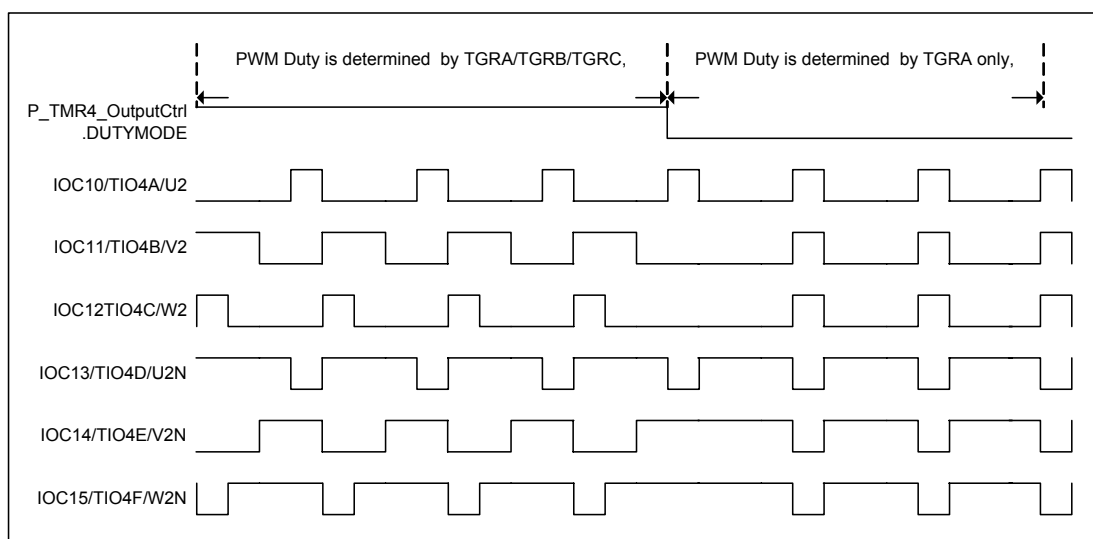 PWM Duty is determined by TGRA/TGRB/TGRC,
PWM Duty is determined by TGRA only,
P_TMR4_OutputCtrl
.DUTYMODE
IOC10/TIO4A/U2
IOC11/TIO4B/V2
IOC12TIO4C/W2
IOC13/TIO4D/U2N
IOC14/TIO4E/V2N
IOC15/TIO4F/W2N